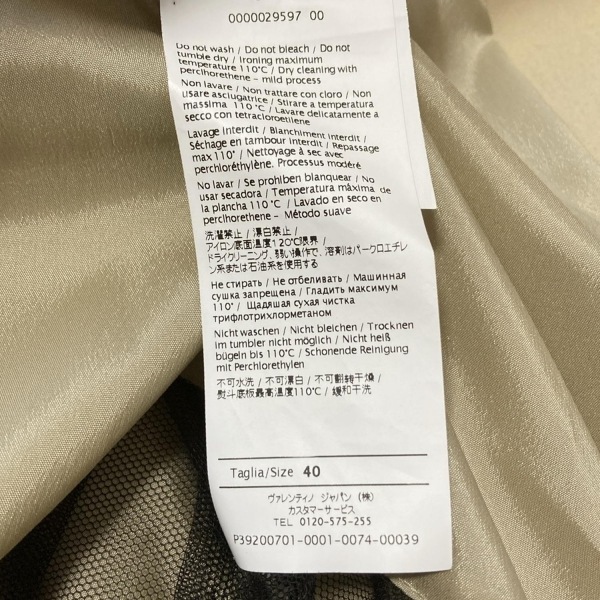 0000029597 00
Do not wash / Do not bleach / Do not
tumble dry / Ironing maximum
temperature 110°C / Dry cleaning with
perclhorethene - mild process
Non lavare / Non trattare con cloro / Non
usare asciugatrice / Stirare a temperatura
massima 110°C / Lavare delicatamente a
secco con tetracloroetilene
Lavage interdit / Blanchiment interdit /
Séchage en tambour interdit / Repassage
max 110° / Nettoyage à sec avec
perchloréthylène. Processus modéré
No lavar / Se prohiben blanquear / No
usar secadora / Temperatura máxima de
la plancha 110°C / Lavado en seco en
perclhorethene - Método suave
洗濯禁止 / 漂白禁止 /
アイロン底面温度120℃限界 /
ドライクリーニング、弱い操作で、溶剤はパークロエチレ
ン系または石油系を使用する
Не стирать / Не отбеливать / Машинная
сушка запрещена / Гладить максимум
110° / Щадяшая сухая чистка
трифлотрихлорметаном
Nicht waschen / Nicht bleichen / Trocknen
im tumbler nicht möglich / Nicht heiß
bügeln bis 110°C / Schonende Reinigung
mit Perchlorethylen
不可水洗 / 不可漂白 / 不可翻转干燥 /
熨斗底板最高温度110℃ / 缓和干洗
Taglia/Size 40
ヴァレンティノ ジャパン (株)
カスタマーサービス
TEL 0120-575-255
P39200701-0001-0074-00039